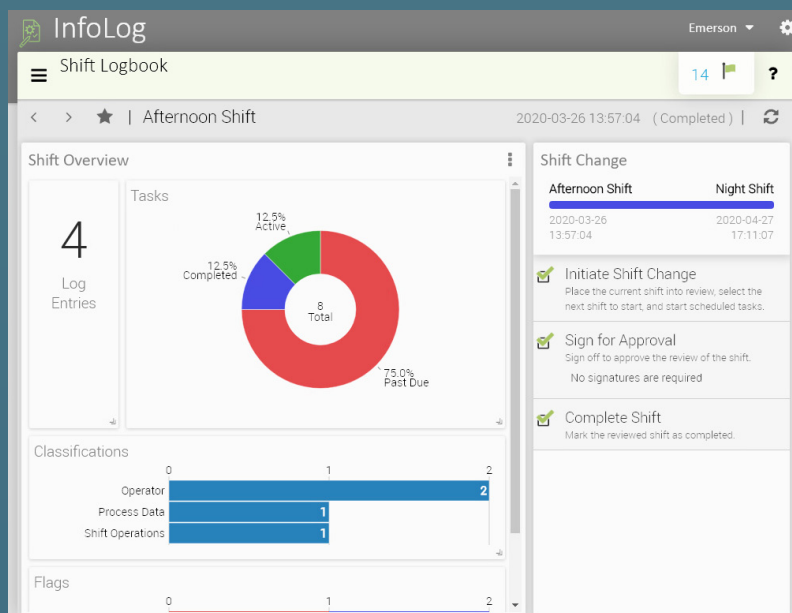 InfoLog
Emerson
Shift Logbook
14
?
| Afternoon Shift
2020-03-26 13:57:04 ( Completed ) |
Shift Overview
4
Log
Entries
Tasks
12.5%
Active
12.5%
Completed
8
Total
75.0%
Past Due
Classifications
0 1 2
Operator 2
Process Data 1
Shift Operations 1
Flags
0 1 2
Shift Change
Afternoon Shift Night Shift
2020-03-26 2020-04-27
13:57:04 17:11:07
Initiate Shift Change
Place the current shift into review, select the
next shift to start, and start scheduled tasks.
Sign for Approval
Sign off to approve the review of the shift.
No signatures are required
Complete Shift
Mark the reviewed shift as completed.